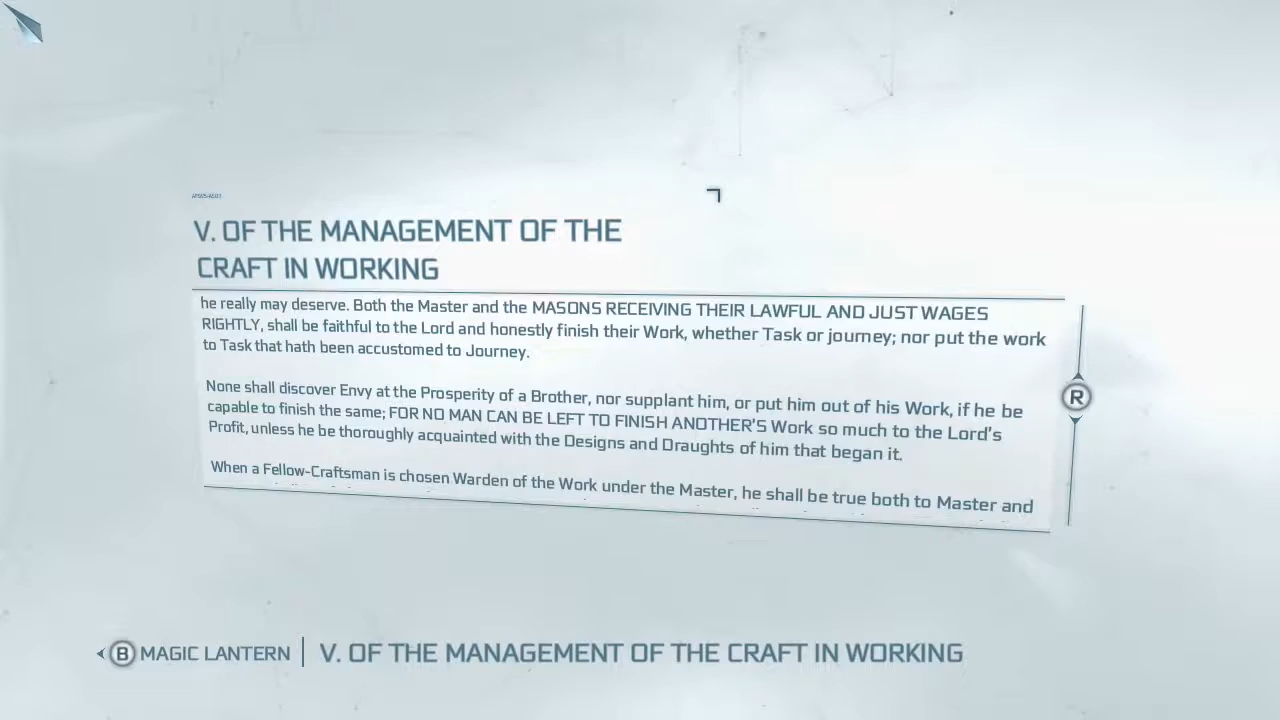 V. OF THE MANAGEMENT OF THE
CRAFT IN WORKING
he really may deserve. Both the Master and the MASONS RECEIVING THEIR LAWFUL AND JUST WAGES
RIGHTLY, shall be faithful to the Lord and honestly finish their Work, whether Task or journey; nor put the work
to Task that hath been accustomed to Journey.
None shall discover Envy at the Prosperity of a Brother, nor supplant him, or put him out of his Work, if he be
capable to finish the same; FOR NO MAN CAN BE LEFT TO FINISH ANOTHER'S Work so much to the Lord's
Profit, unless he be thoroughly acquainted with the Designs and Draughts of him that began it.
When a Fellow-Craftsman is chosen Warden of the Work under the Master, he shall be true both to Master and
R
B MAGIC LANTERN | V. OF THE MANAGEMENT OF THE CRAFT IN WORKING